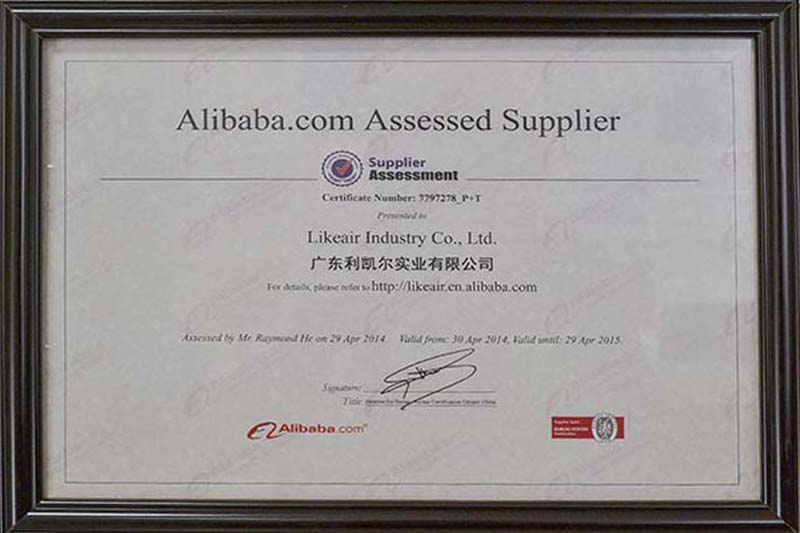 Alibaba.com Assessed Supplier
Supplier
Assessment
Certificate Number: 7797278_P+T
Presented to
Likeair Industry Co., Ltd.
广东利凯尔实业有限公司
For details, please refer to http://likeair.en.alibaba.com
Assessed by Mr. Raymond He on 29 Apr 2014. Valid from: 30 Apr 2014, Valid until: 29 Apr 2015
Signature:
Title:
Alibaba.com®
BUREAU VERITAS
Certification